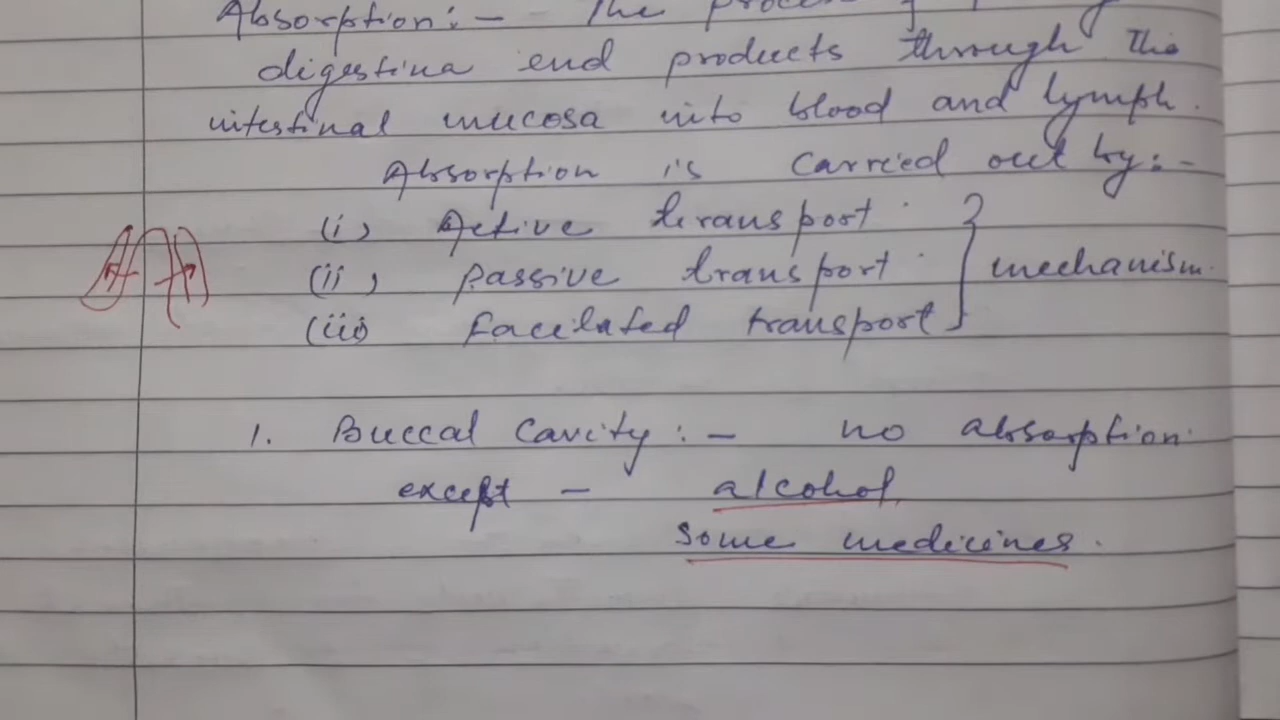 Absorption :- The process of
digestina end products through the
intestinal mucosa into blood and lymph.
Absorption is carried out by :-
(i) Active transport
(ii) passive transport } mechanism.
(iii) facilated transport
1. Buccal cavity :- no absorption
except - alcohol
some medicines.